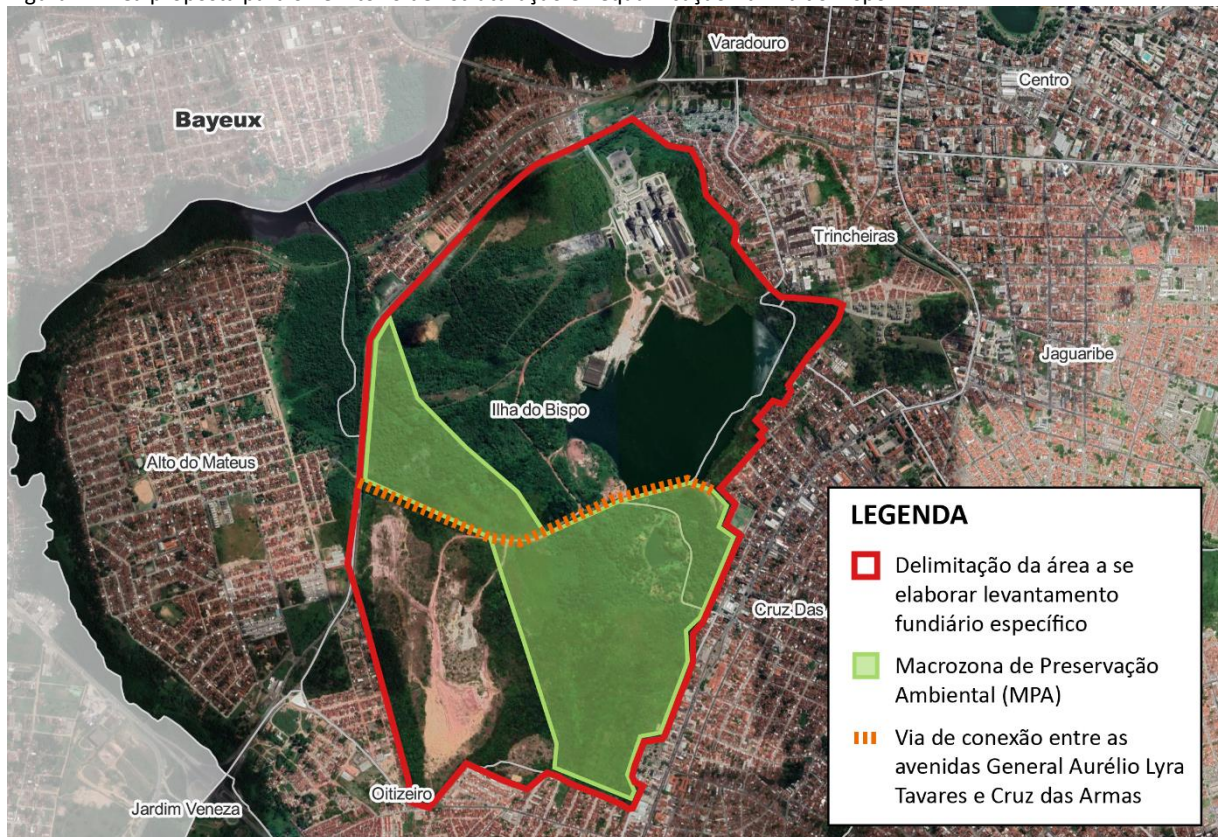 Varadouro
Centro
Bayeux
Trincheiras
Jaguaribe
Ilha do Bispo
Alto do Mateus
Cruz Das
Oitizeiro
Jardim Veneza
LEGENDA
Delimitação da área a se
elaborar levantamento
fundiário específico
Macrozona de Preservação
Ambiental (MPA)
Via de conexão entre as
avenidas General Aurélio Lyra
Tavares e Cruz das Armas